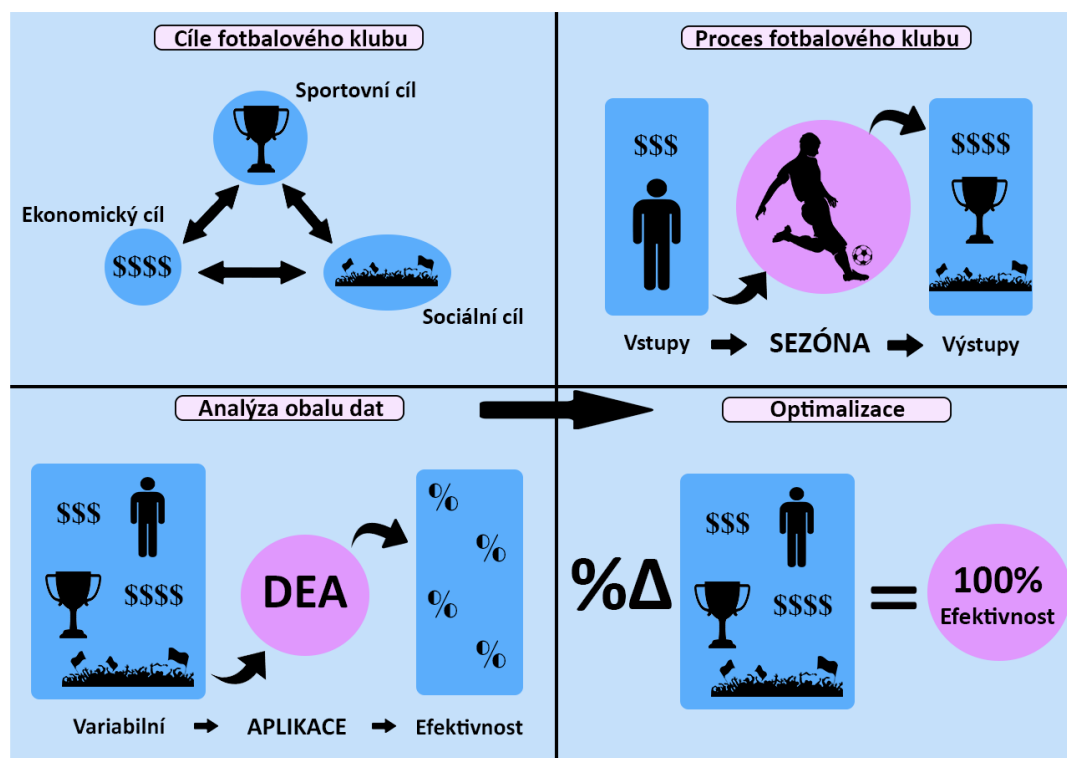 Cíle fotbalového klubu
Sportovní cíl
Ekonomický cíl
$$$$
Sociální cíl
Proces fotbalového klubu
$$$
$$$$
Vstupy
SEZÓNA
Výstupy
Analýza obalu dat
$$$
$$$$
DEA
%
%
%
%
Variabilní
APLIKACE
Efektivnost
Optimalizace
%Δ
$$$
$$$$
=
100%
Efektivnost